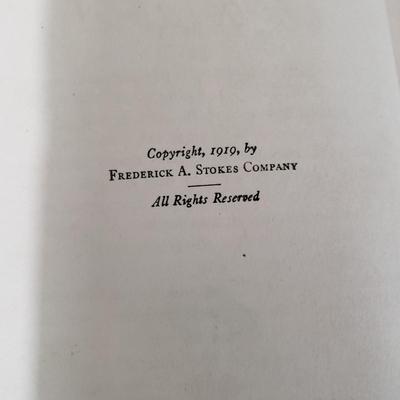 Copyright, 1919, by
FREDERICK A. STOKES COMPANY
All Rights Reserved